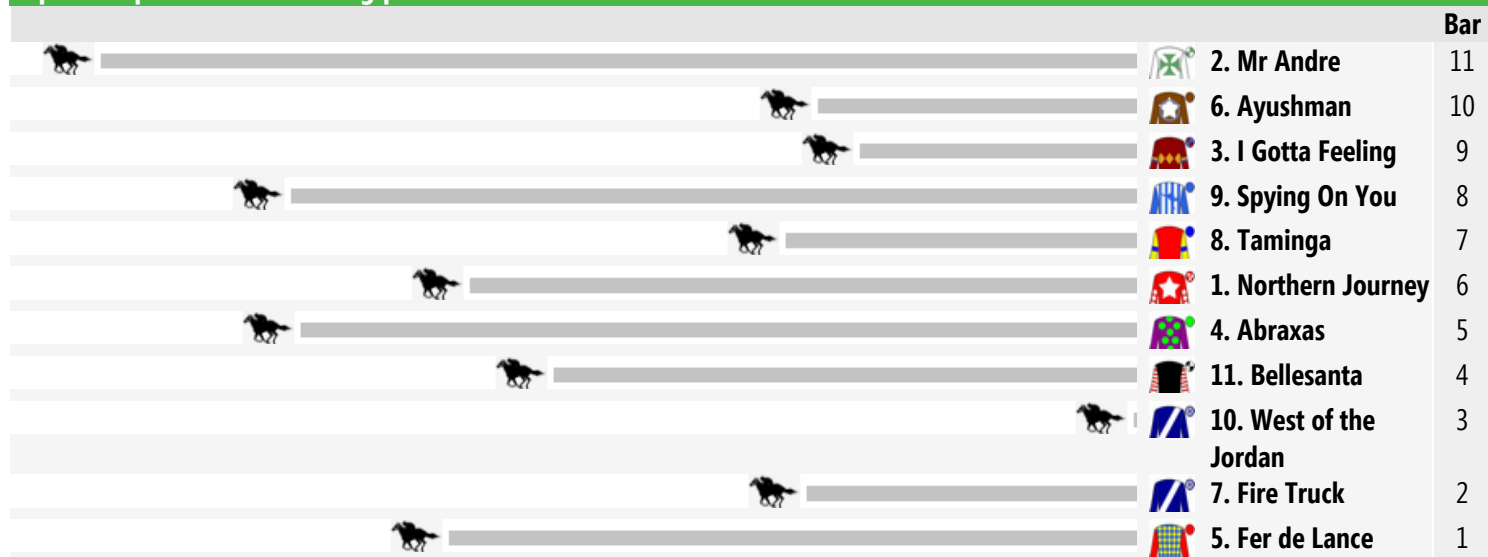 Bar
2. Mr Andre 11
6. Ayushman 10
3. I Gotta Feeling 9
9. Spying On You 8
8. Taminga 7
1. Northern Journey 6
4. Abraxas 5
11. Bellesanta 4
10. West of the 3
Jordan
7. Fire Truck 2
5. Fer de Lance 1